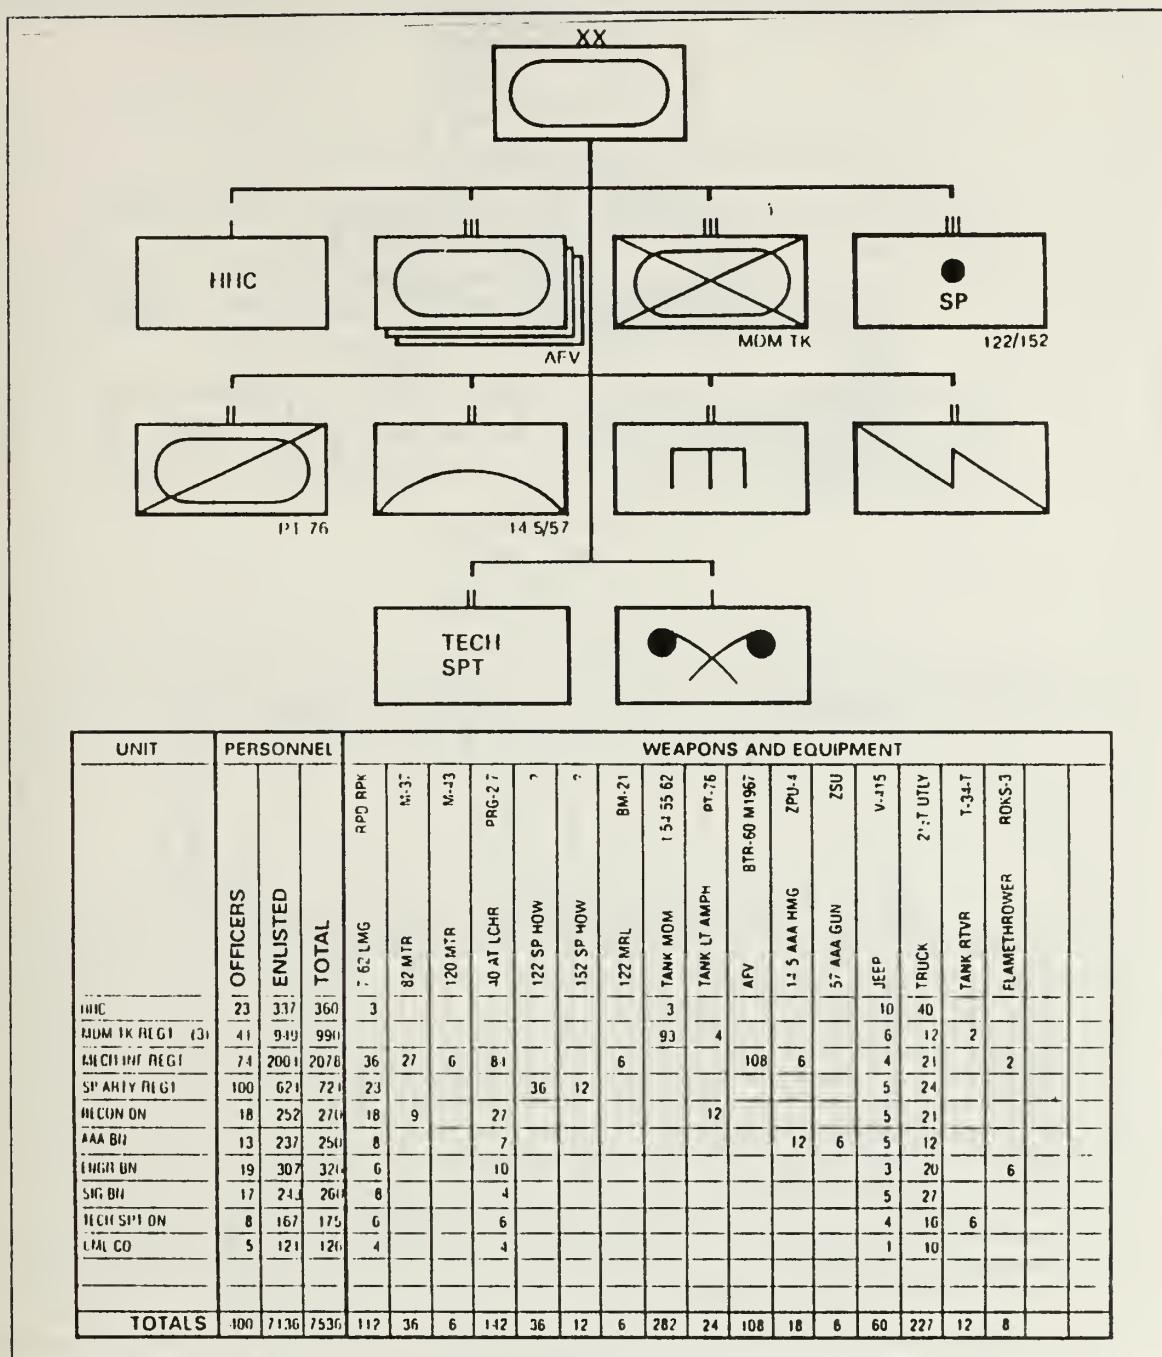 XX
HHC
AFV
MDM TK
SP
122/152
PT-76
14.5/57
TECH
SPT
UNIT PERSONNEL WEAPONS AND EQUIPMENT
OFFICERS ENLISTED TOTAL
RPD RPK M-37 M-43 PRG-2 7 ? ? BM-21 T 54 55 62 PT-76 BTR-60 M1967 ZPU-4 ZSU V-415 T-34-T ROKS-3
7 62 LMG 82 MTR 120 MTR 40 AT LCHR 122 SP HOW 152 SP HOW 122 MRL TANK MDM TANK LT AMPH AFV 14 5 AAA HMG 57 AAA GUN JEEP TRUCK TANK RTVR FLAMETHROWER
HHC 23 337 360 3 3 10 40
MDM TK REGT (3) 41 949 990 93 4 6 12 2
MECH INF REGT 74 2004 2078 36 27 6 84 6 108 6 4 21 2
SP ARTY REGT 100 621 721 23 36 12 5 24
RECON BN 18 252 270 18 9 27 12 5 21
AAA BN 13 237 250 8 7 12 6 5 12
ENGR BN 19 307 326 6 10 3 20 6
SIG BN 17 243 260 8 4 5 27
TECH SPT BN 8 167 175 6 6 4 16 6
CML CO 5 121 126 4 4 1 10
TOTALS 400 7136 7536 112 36 6 142 36 12 6 282 24 108 18 6 60 227 12 8